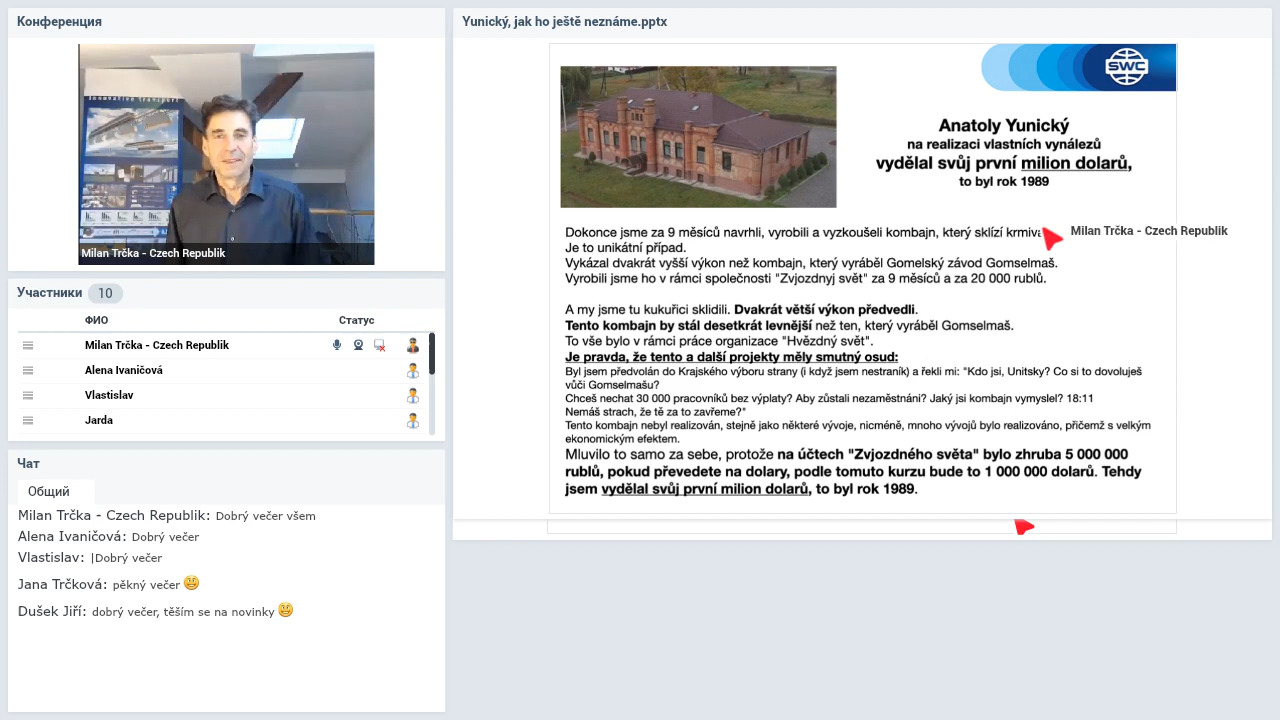 Конференция
Innovative transport
Milan Trčka - Czech Republik
Участники 10
ФИО Статус
Milan Trčka - Czech Republik
Alena Ivaničová
Vlastislav
Jarda
Чат
Общий
Milan Trčka - Czech Republik: Dobrý večer všem
Alena Ivaničová: Dobrý večer
Vlastislav: |Dobrý večer
Jana Trčková: pěkný večer
Dušek Jiří: dobrý večer, těším se na novinky
Yunický, jak ho ještě neznáme.pptx
SWC
Anatoly Yunický
na realizaci vlastních vynálezů
vydělal svůj první milion dolarů,
to byl rok 1989
Dokonce jsme za 9 měsíců navrhli, vyrobili a vyzkoušeli kombajn, který sklízí
Milan Trčka - Czech Republik
Je to unikátní případ.
Vykázal dvakrát vyšší výkon než kombajn, který vyráběl Gomelský závod Gomselmaš.
Vyrobili jsme ho v rámci společnosti "Zvjozdnyj svět" za 9 měsíců a za 20 000 rublů.
A my jsme tu kukuřici sklidili. Dvakrát větší výkon předvedli.
Tento kombajn by stál desetkrát levnější než ten, který vyráběl Gomselmaš.
To vše bylo v rámci práce organizace "Hvězdný svět".
Je pravda, že tento a další projekty měly smutný osud:
Byl jsem předvolán do Krajského výboru strany (i když jsem nestraník) a řekli mi: "Kdo jsi, Unitsky? Co si to dovoluješ
vůči Gomselmašu?
Chceš nechat 30 000 pracovníků bez výplaty? Aby zůstali nezaměstnáni? Jaký jsi kombajn vymyslel? 18:11
Nemáš strach, že tě za to zavřeme?"
Tento kombajn nebyl realizován, stejně jako některé vývoje, nicméně, mnoho vývojů bylo realizováno, přičemž s velkým
ekonomickým efektem.
Mluvilo to samo za sebe, protože na účtech "Zvjozdného světa" bylo zhruba 5 000 000
rublů, pokud převedete na dolary, podle tomuto kurzu bude to 1 000 000 dolarů. Tehdy
jsem vydělal svůj první milion dolarů, to byl rok 1989.